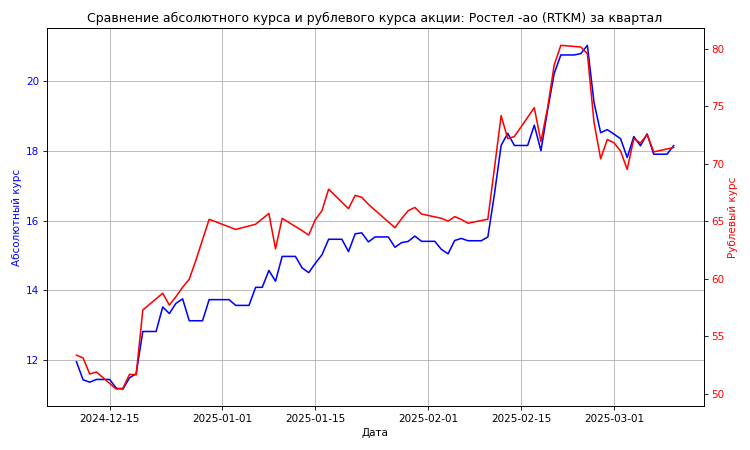 Сравнение абсолютного курса и рублевого курса акции: Ростел -ао (RTKM) за квартал
Абсолютный курс
20
18
16
14
12
80
75
70
65
60
55
50
Рублевый курс
2024-12-15 2025-01-01 2025-01-15 2025-02-01 2025-02-15 2025-03-01
Дата